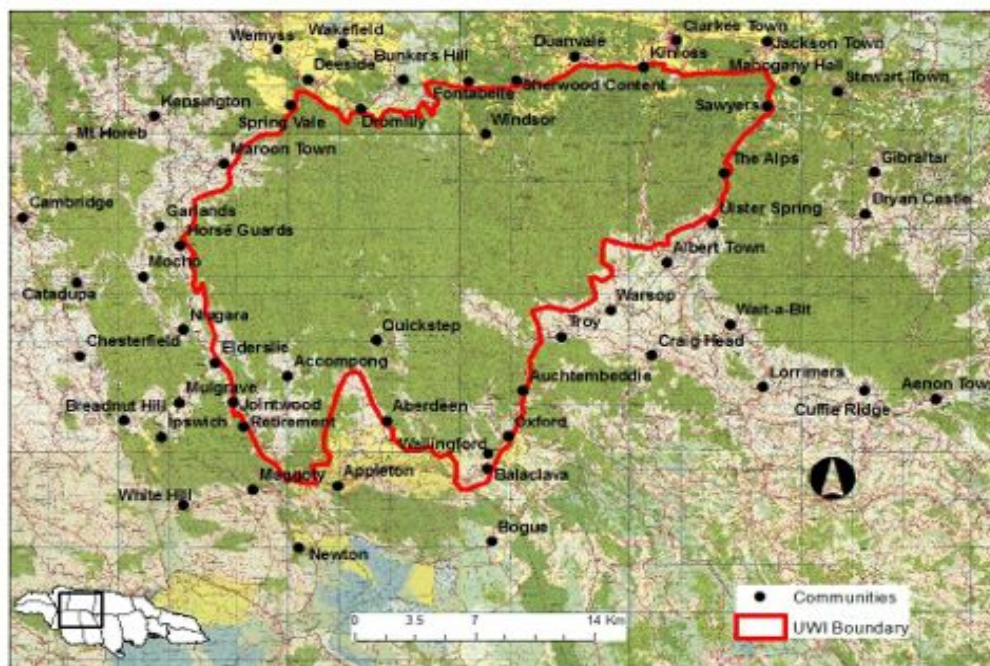 Clarkes Town
Wakefield
Wemyss
Jackson Town
Duanvale
Kinloss
Bunkers Hill
Mahogany Hall
Deeside
Stewart Town
Fontabelle
Sherwood Content
Kensington
Sawyers
Spring Vale
Dromilly
Windsor
Mt Horeb
Maroon Town
The Alps
Gibraltar
Cambridge
Garlands
Bryan Castle
Ulster Spring
Horse Guards
Albert Town
Mocho
Catadupa
Warsop
Wait-a-Bit
Niagara
Quickstep
Troy
Chesterfield
Craig Head
Elderslie
Accompong
Auchtembeddie
Lorrimers
Mulgrave
Aenon Town
Breadnut Hill
Jointwood
Aberdeen
Cuffie Ridge
Ipswich
Retirement
Oxford
Wallingford
Maggoty
Appleton
Balaclava
White Hill
Bogue
Newton
Communities
UWI Boundary
0 3.5 7 14 Km